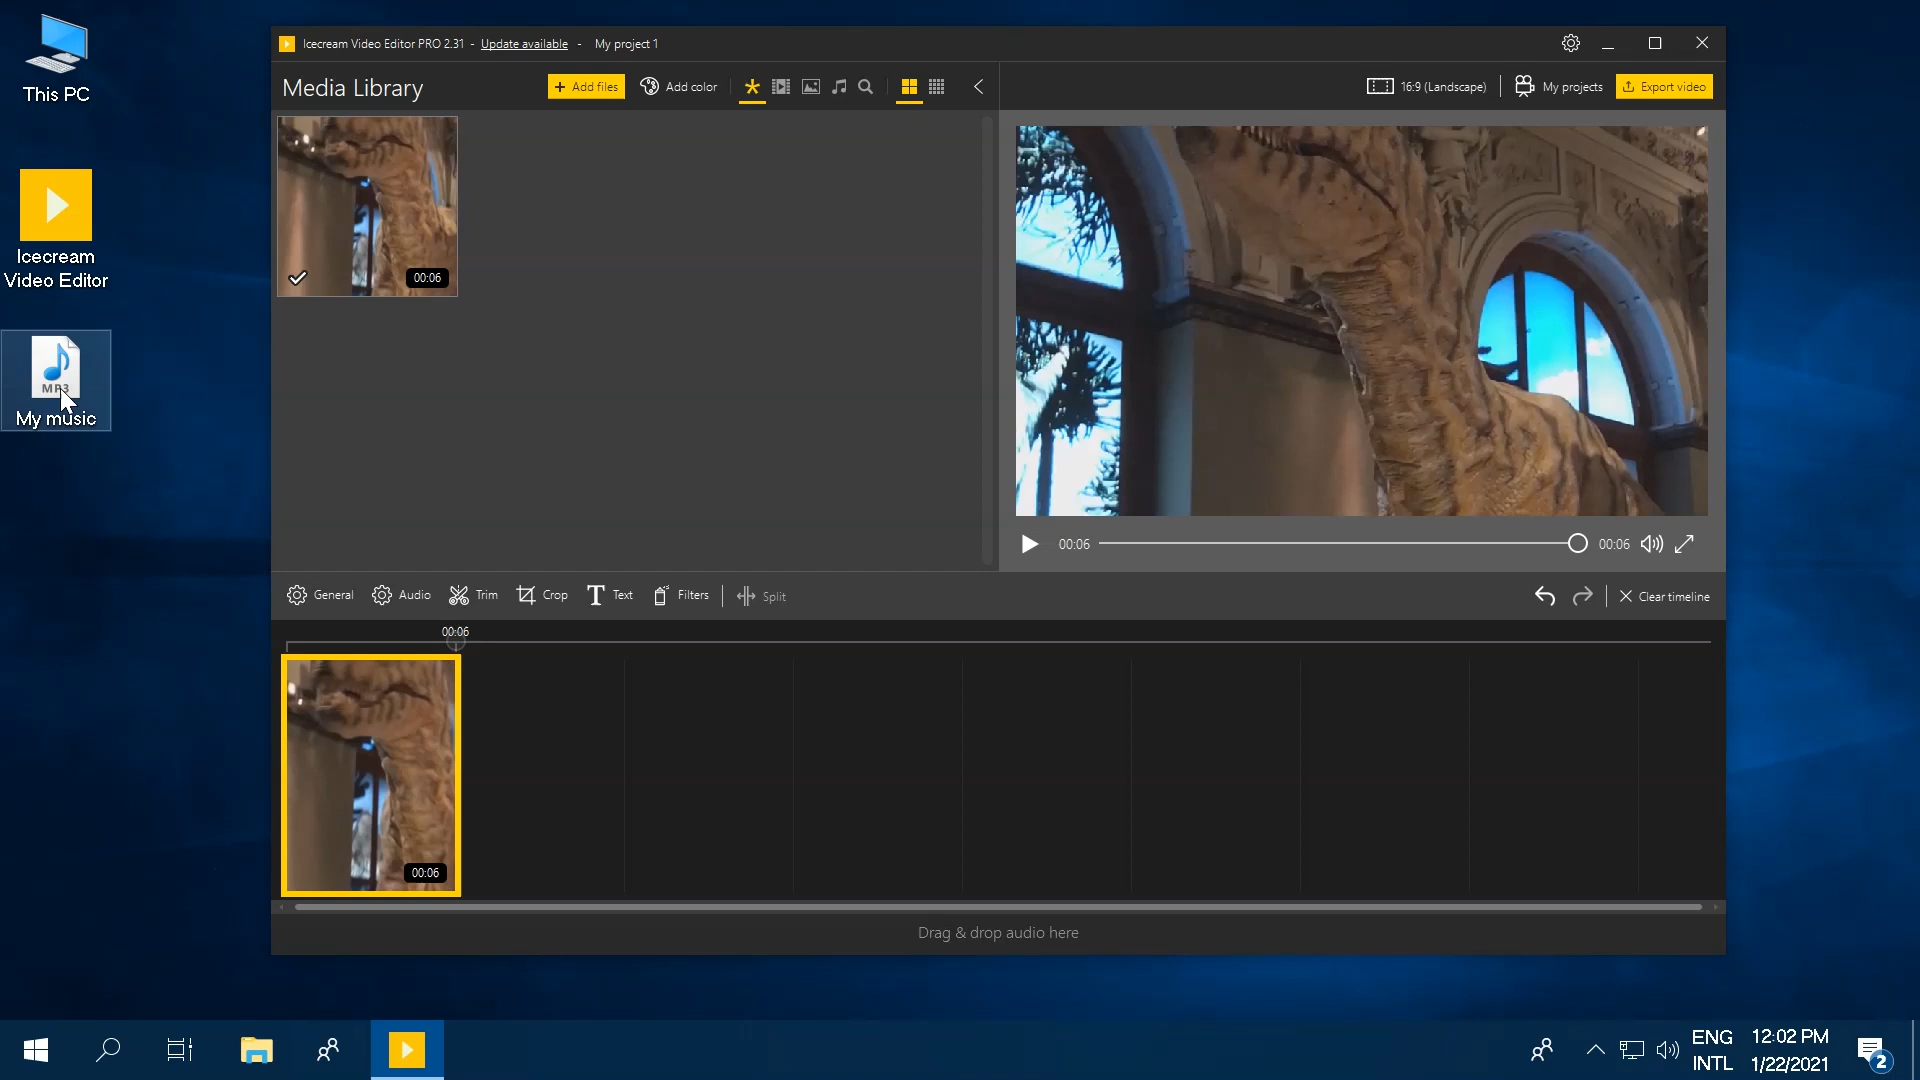 This PC
Icecream
Video Editor
MP3
My music
Icecream Video Editor PRO 2.31 - Update available - My project 1
Media Library
+ Add files
Add color
16:9 (Landscape)
My projects
Export video
00:06
00:06
00:06
General
Audio
Trim
Crop
T Text
Filters
Split
Clear timeline
00:06
00:06
Drag & drop audio here
ENG
INTL
12:02 PM
1/22/2021
2